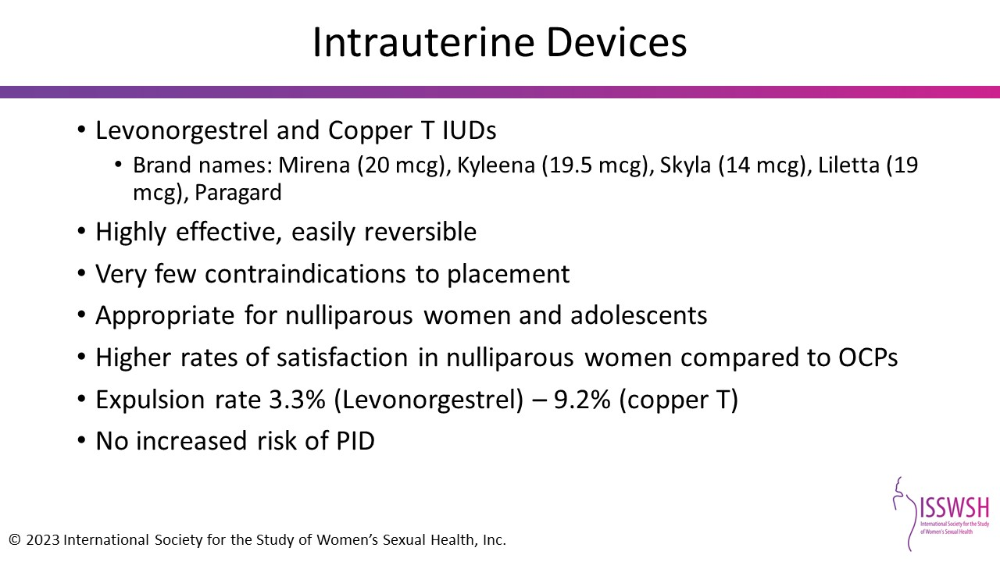 Intrauterine Devices
• Levonorgestrel and Copper T IUDs
• Brand names: Mirena (20 mcg), Kyleena (19.5 mcg), Skyla (14 mcg), Liletta (19
mcg), Paragard
• Highly effective, easily reversible
• Very few contraindications to placement
• Appropriate for nulliparous women and adolescents
• Higher rates of satisfaction in nulliparous women compared to OCPs
• Expulsion rate 3.3% (Levonorgestrel) – 9.2% (copper T)
• No increased risk of PID
ISSWSH
International Society for the Study
of Women's Sexual Health
© 2023 International Society for the Study of Women’s Sexual Health, Inc.